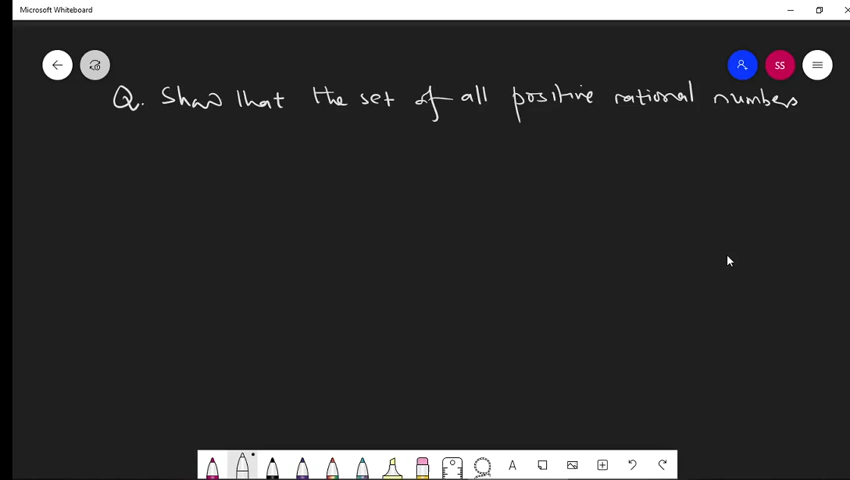 Microsoft Whiteboard
SS
Q. Show that the set of all positive rational numbers
A